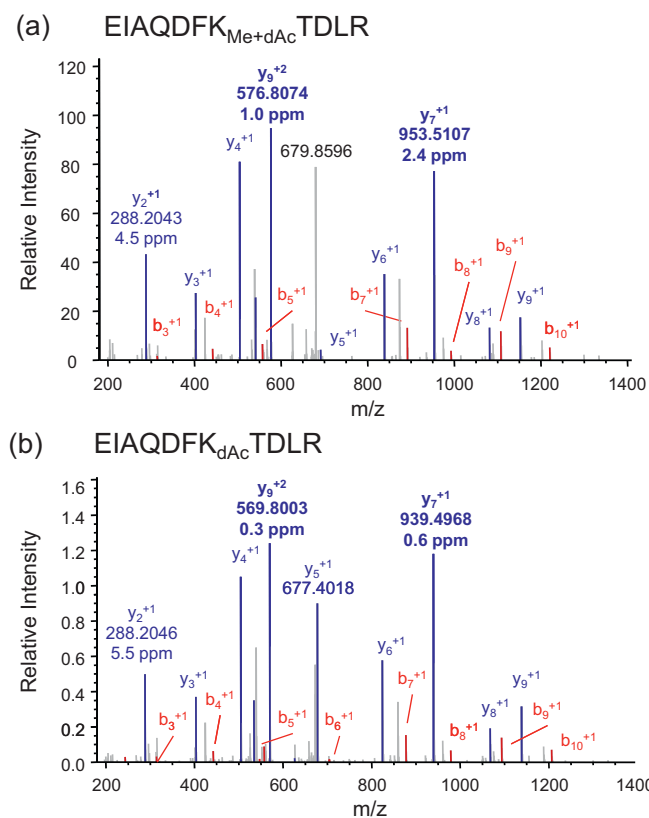 (a) EIAQDFK Me+dAc TDLR
120
100
80
60
40
20
0
Relative Intensity
y9+2
576.8074
1.0 ppm
y7+1
953.5107
2.4 ppm
y4+1
679.8596
y2+1
288.2043
4.5 ppm
y3+1
b3+1
b4+1
b5+1
y5+1
b7+1
y6+1
b8+1
b9+1
y8+1
y9+1
b10+1
200 400 600 800 1000 1200 1400
m/z
(b) EIAQDFK dAc TDLR
1.6
1.4
1.2
1.0
0.8
0.6
0.4
0.2
0.0
Relative Intensity
y9+2
569.8003
0.3 ppm
y7+1
939.4968
0.6 ppm
y4+1
y5+1
677.4018
y2+1
288.2046
5.5 ppm
y3+1
b3+1
b4+1
b5+1
b6+1
y6+1
b7+1
b8+1
y8+1
y9+1
b9+1
b10+1
200 400 600 800 1000 1200 1400
m/z